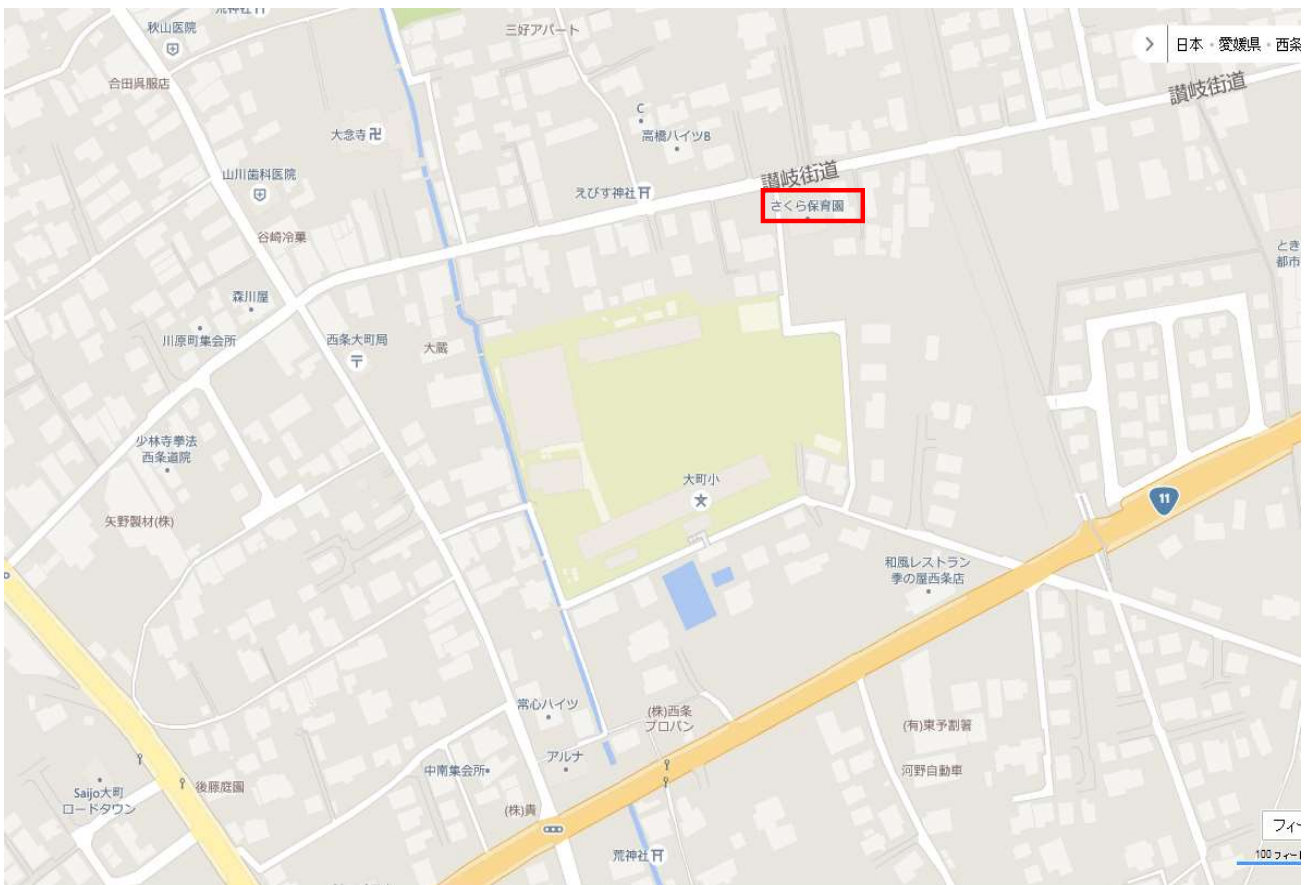 荒神社
秋山医院
三好アパート
日本・愛媛県・西条
合田呉服店
讃岐街道
C
高橋ハイツB
大念寺
山川歯科医院
讃岐街道
えびす神社
さくら保育園
谷崎冷菓
とき
都市
森川屋
川原町集会所
西条大町局
大蔵
少林寺拳法
西条道院
大町小
文
11
矢野製材(株)
和風レストラン
季の屋西条店
常心ハイツ
(株)西条
プロパン
(有)東予割箸
アルナ
中南集会所
河野自動車
後藤庭園
Saijo大町
ロードタウン
(株)貴
フィー
荒神社
100 フィー